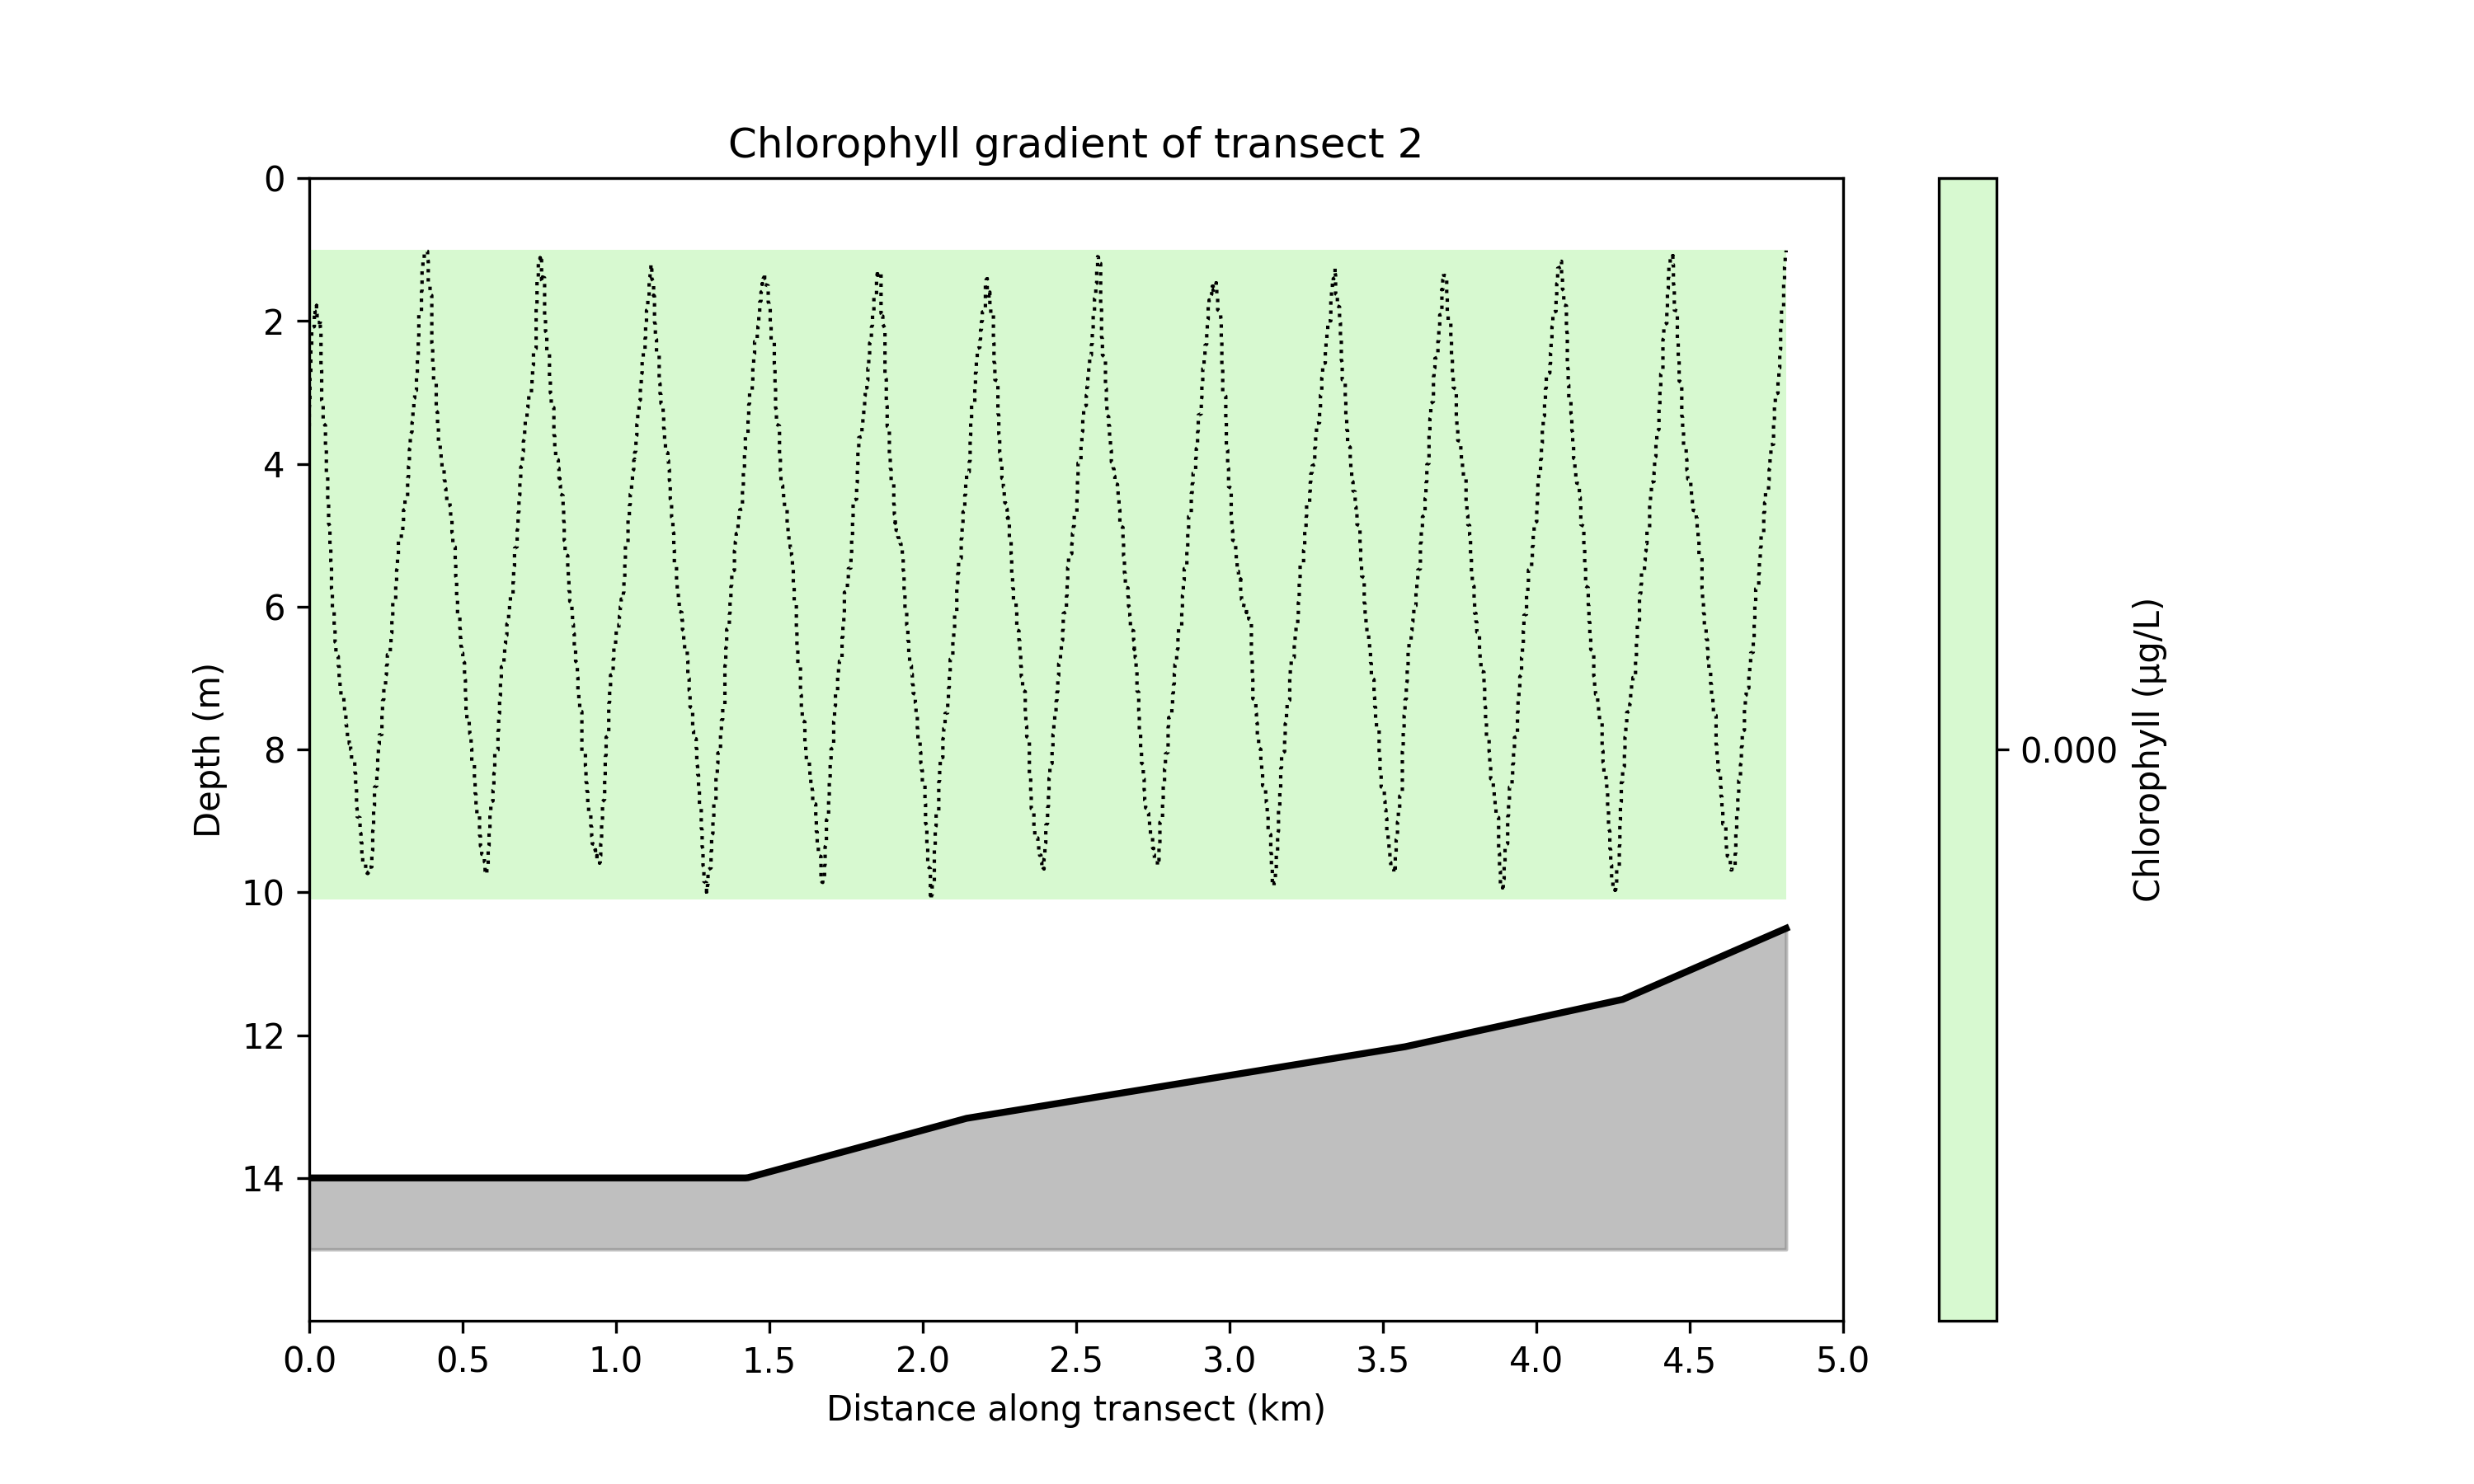 Chlorophyll gradient of transect 2
0
2
4
6
8
10
12
14
Depth (m)
0.0 0.5 1.0 1.5 2.0 2.5 3.0 3.5 4.0 4.5 5.0
Distance along transect (km)
0.000
Chlorophyll (µg/L)